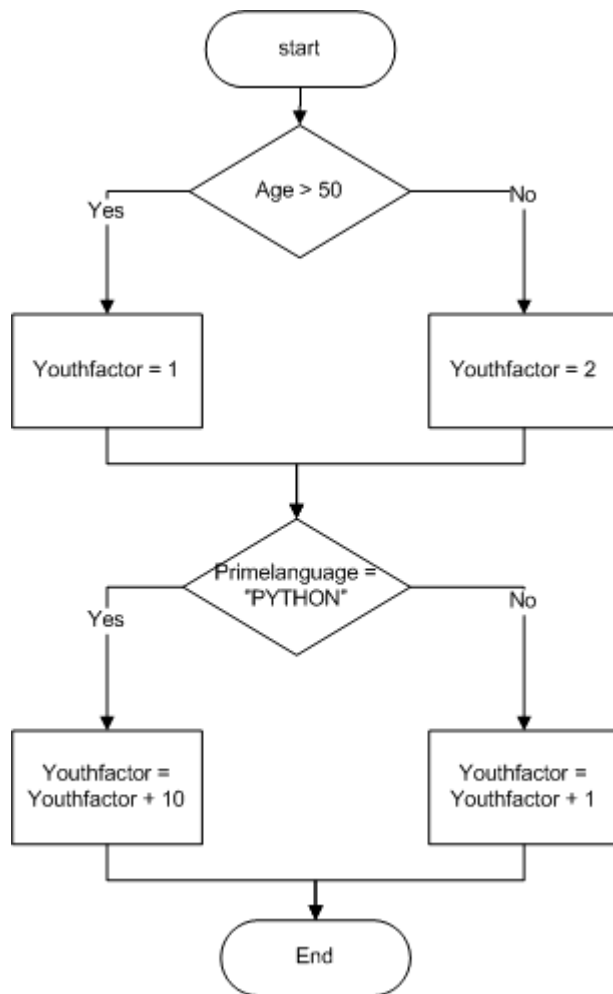 start
Age > 50
Yes
No
Youthfactor = 1
Youthfactor = 2
Primelanguage =
"PYTHON"
Yes
No
Youthfactor =
Youthfactor + 10
Youthfactor =
Youthfactor + 1
End